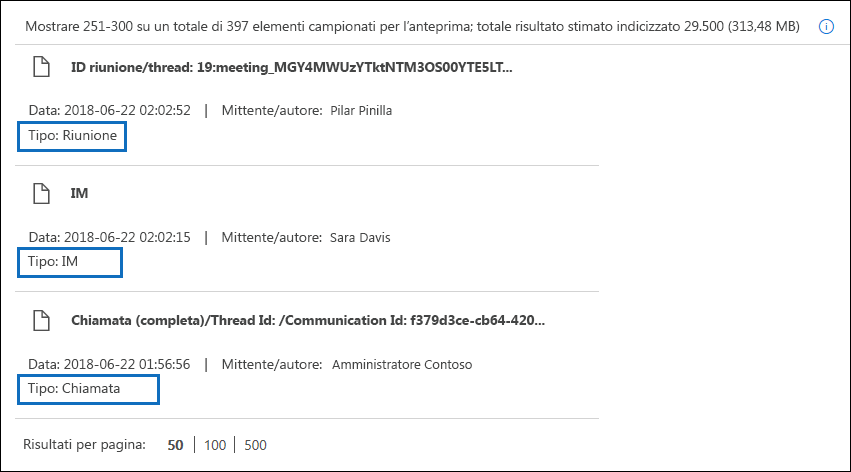 Mostrare 251-300 su un totale di 397 elementi campionati per l'anteprima; totale risultato stimato indicizzato 29.500 (313,48 MB)
ID riunione/thread: 19:meeting_MGY4MWUzYTktNTM3OS00YTE5LT...
Data: 2018-06-22 02:02:52 | Mittente/autore: Pilar Pinilla
Tipo: Riunione
IM
Data: 2018-06-22 02:02:15 | Mittente/autore: Sara Davis
Tipo: IM
Chiamata (completa)/Thread Id: /Communication Id: f379d3ce-cb64-420...
Data: 2018-06-22 01:56:56 | Mittente/autore: Amministratore Contoso
Tipo: Chiamata
Risultati per pagina: 50 | 100 | 500